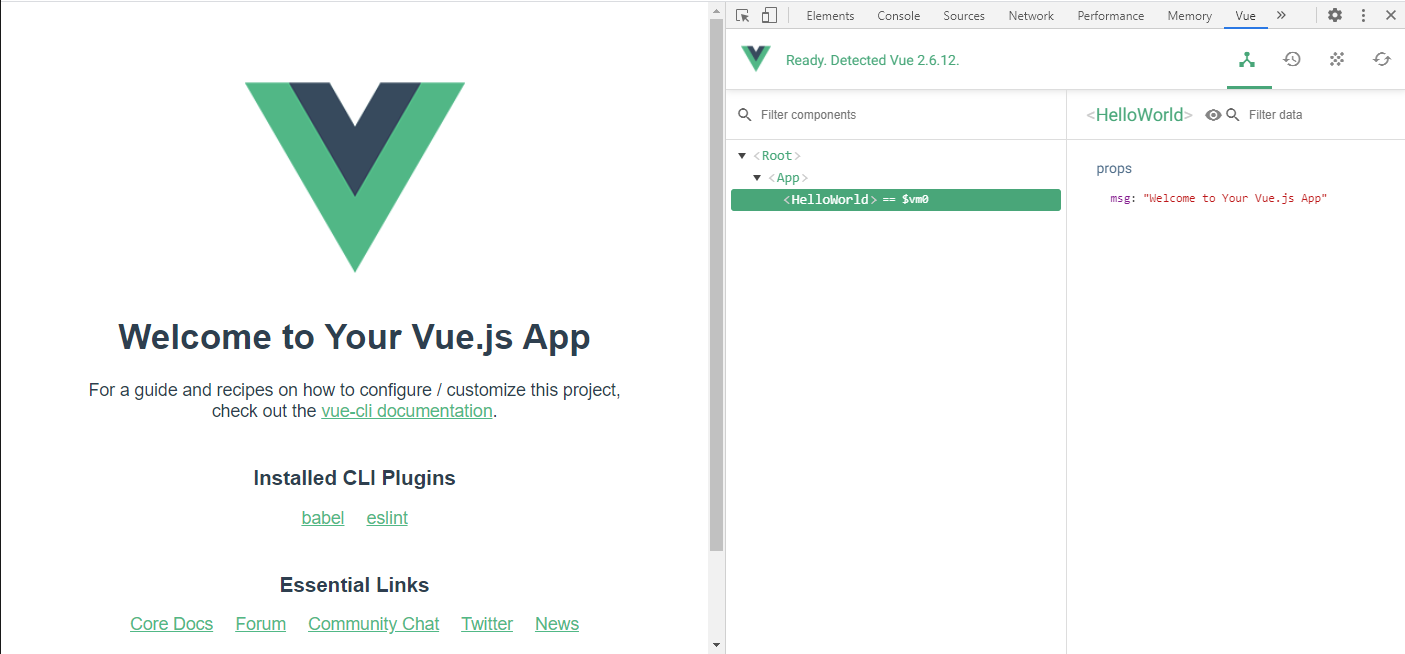 Welcome to Your Vue.js App
For a guide and recipes on how to configure / customize this project,
check out the vue-cli documentation.
Installed CLI Plugins
babel eslint
Essential Links
Core Docs Forum Community Chat Twitter News
Elements Console Sources Network Performance Memory Vue »
Ready. Detected Vue 2.6.12.
Filter components
<Root>
<App>
<HelloWorld> == $vm0
<HelloWorld> Filter data
props
msg: "Welcome to Your Vue.js App"